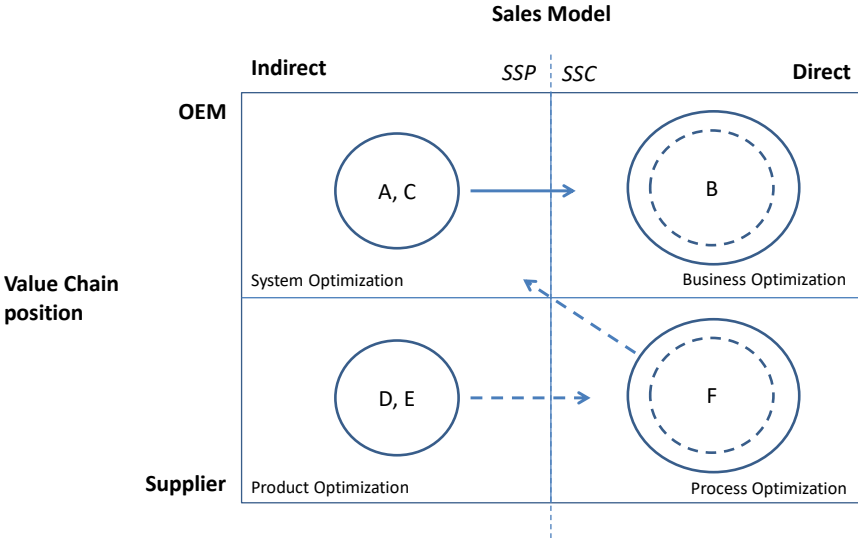 Sales Model
Indirect
SSP
SSC
Direct
OEM
A, C
B
System Optimization
Business Optimization
Value Chain
position
D, E
F
Supplier
Product Optimization
Process Optimization